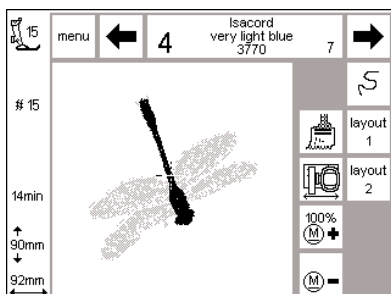 15
menu
4
Isacord
very light blue
3770
7
# 15
layout
1
layout
2
14min
100%
M +
90mm
M -
92mm